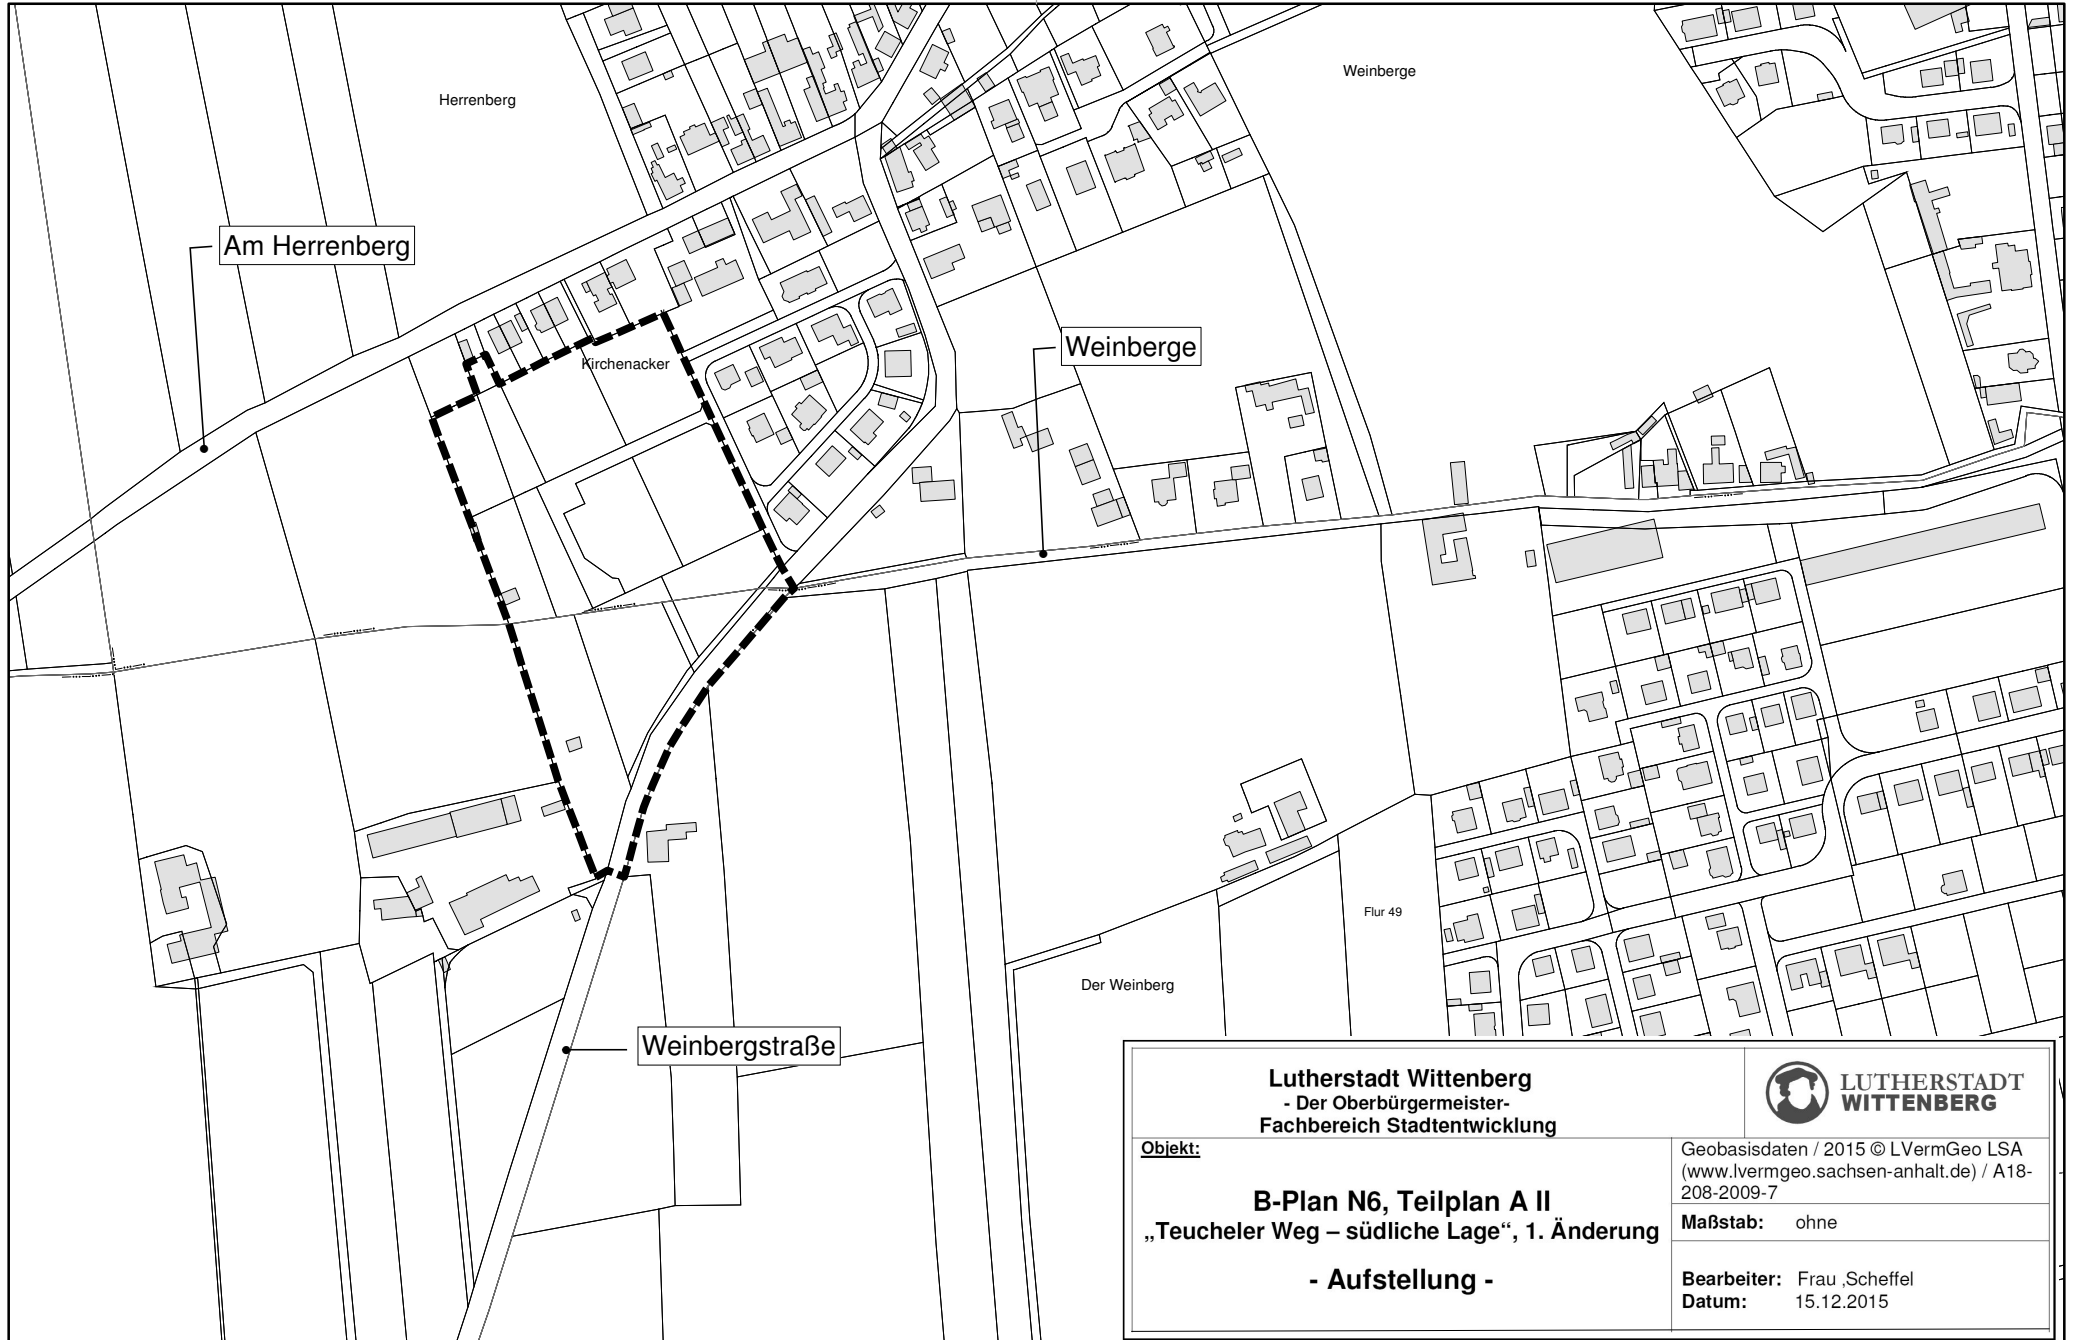 Weinberge
Herrenberg
Am Herrenberg
Weinberge
Kirchenacker
Flur 49
Der Weinberg
Weinbergstraße
Lutherstadt Wittenberg
- Der Oberbürgermeister-
Fachbereich Stadtentwicklung
LUTHERSTADT
WITTENBERG
Objekt:
B-Plan N6, Teilplan A II
„Teucheler Weg – südliche Lage“, 1. Änderung
- Aufstellung -
Geobasisdaten / 2015 © LVermGeo LSA
(www.lvermgeo.sachsen-anhalt.de) / A18-
208-2009-7
Maßstab: ohne
Bearbeiter: Frau ,Scheffel
Datum: 15.12.2015